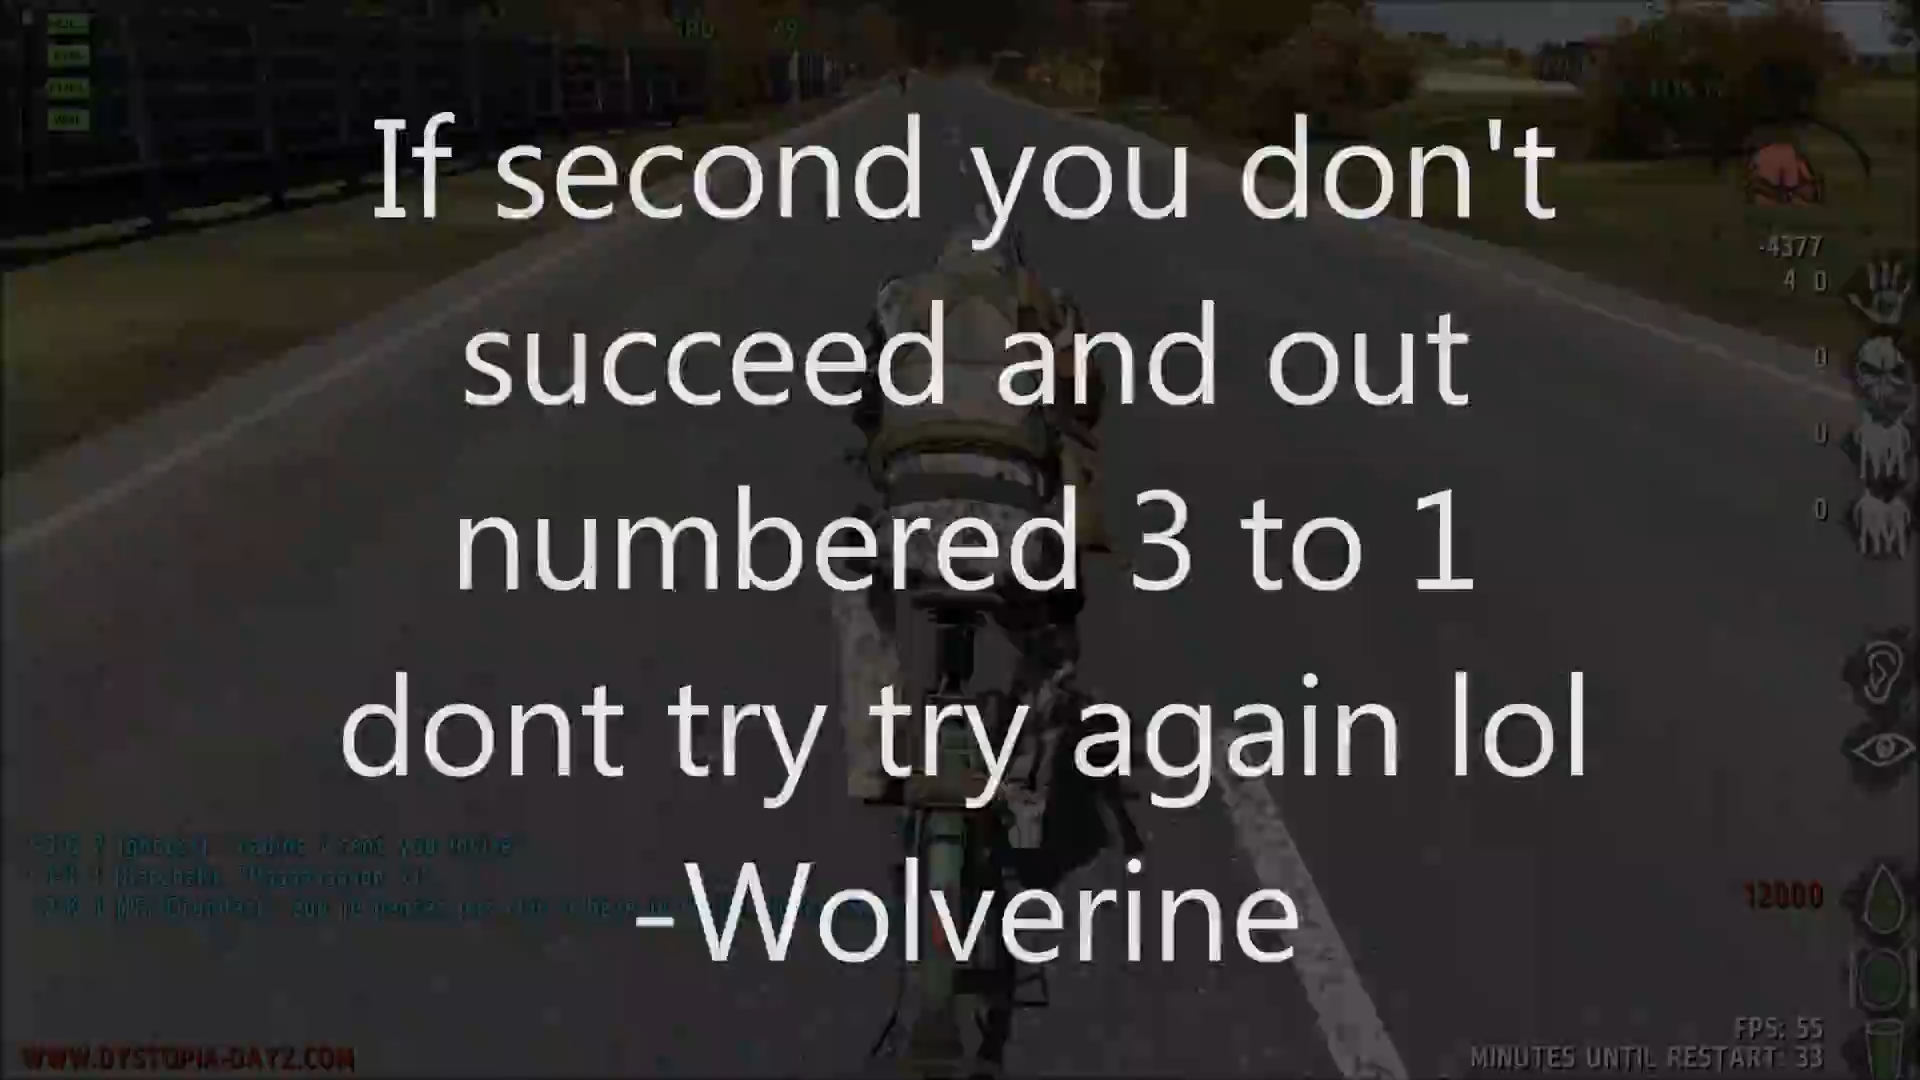 If second you don't
succeed and out
numbered 3 to 1
dont try try again lol
-Wolverine
-4377
4 0
0
0
0
12000
FPS: 55
MINUTES UNTIL RESTART: 33
WWW.DYSTOPIA-DAYZ.COM